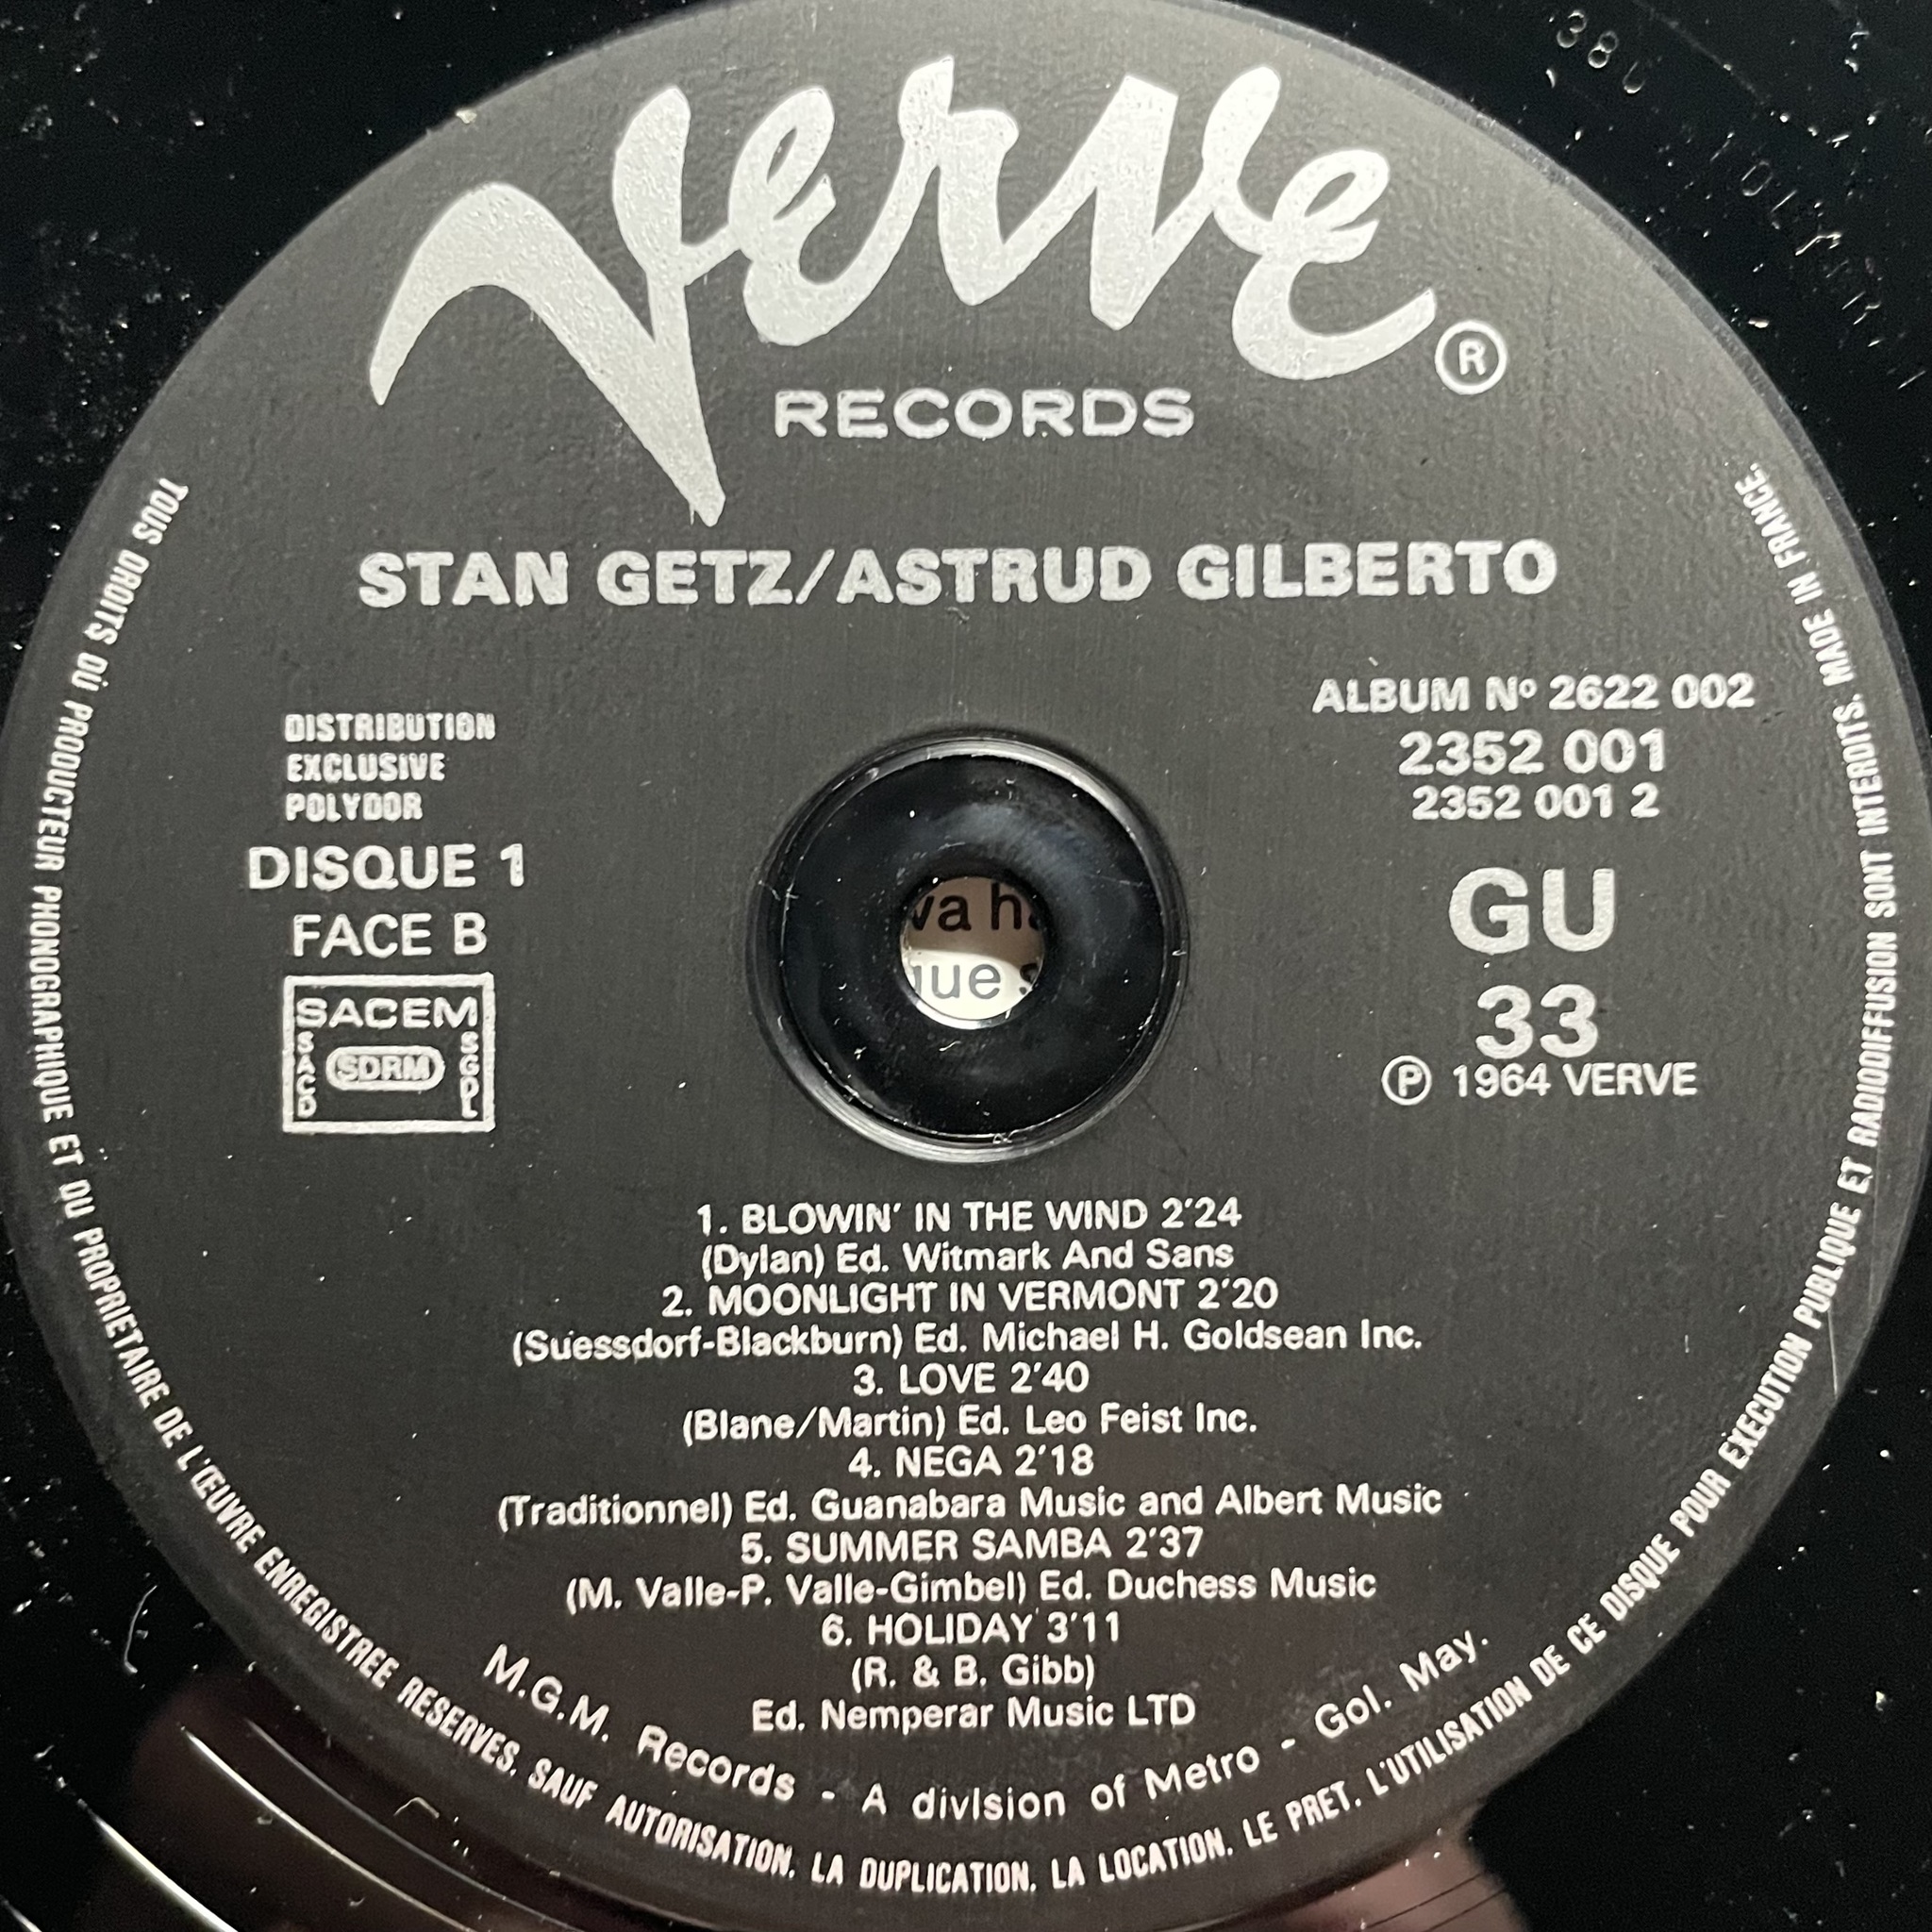 verve ®
RECORDS
STAN GETZ/ASTRUD GILBERTO
DISTRIBUTION
EXCLUSIVE
POLYDOR
DISQUE 1
FACE B
SACEM
SACD
SDRM
SGDL
ALBUM Nº 2622 002
2352 001
2352 001 2
GU
33
Ⓟ 1964 VERVE
1. BLOWIN' IN THE WIND 2'24
(Dylan) Ed. Witmark And Sans
2. MOONLIGHT IN VERMONT 2'20
(Suessdorf-Blackburn) Ed. Michael H. Goldsean Inc.
3. LOVE 2'40
(Blane/Martin) Ed. Leo Feist Inc.
4. NEGA 2'18
(Traditionnel) Ed. Guanabara Music and Albert Music
5. SUMMER SAMBA 2'37
(M. Valle-P. Valle-Gimbel) Ed. Duchess Music
6. HOLIDAY 3'11
(R. & B. Gibb)
Ed. Nemperar Music LTD
M.G.M. Records - A divIsion of Metro - Gol. May.
TOUS DROITS DU PRODUCTEUR PHONOGRAPHIQUE ET DU PROPRIETAIRE DE L'ŒUVRE ENREGISTREE RESERVES. SAUF AUTORISATION. LA DUPLICATION. LA LOCATION. LE PRET. L'UTILISATION DE CE DISQUE POUR EXECUTION PUBLIQUE ET RADIODIFFUSION SONT INTERDITS. MADE IN FRANCE.